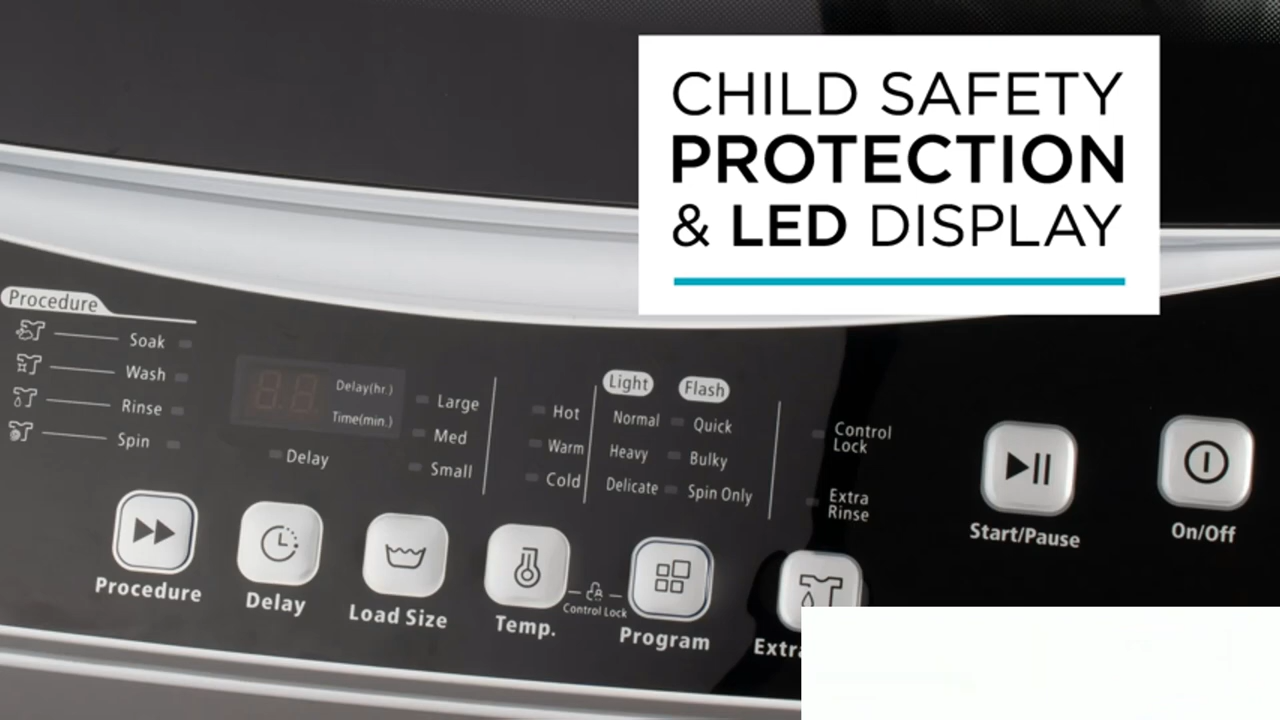 CHILD SAFETY
PROTECTION
& LED DISPLAY
Procedure
Soak
Wash
Rinse
Spin
Delay(hr.)
Time(min.)
Delay
Large
Med
Small
Hot
Warm
Cold
Light Flash
Normal Quick
Heavy Bulky
Delicate Spin Only
Control
Lock
Extra
Rinse
Start/Pause
On/Off
Procedure
Delay
Load Size
Temp.
Control Lock
Program